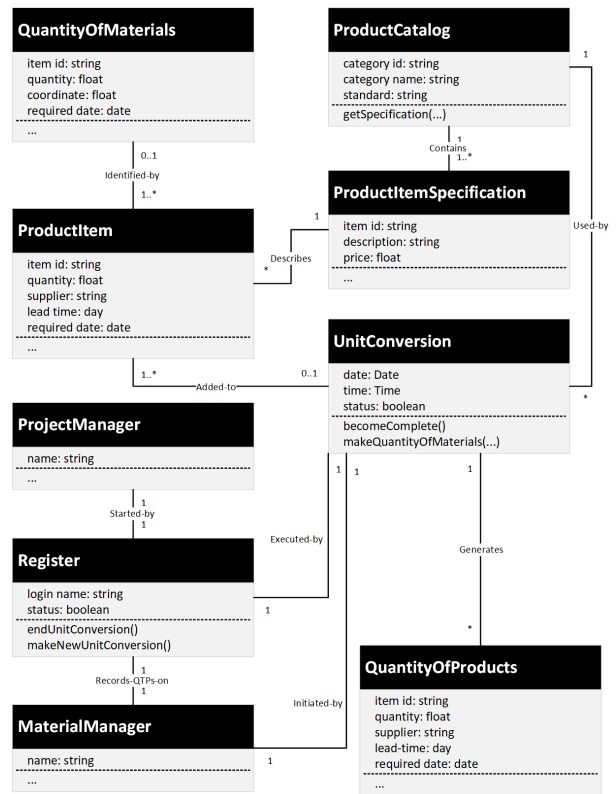 QuantityOfMaterials
item id: string
quantity: float
coordinate: float
required date: date
...
0..1
Identified-by
1..*
ProductItem
item id: string
quantity: float
supplier: string
lead time: day
required date: date
...
1..*
Added-to
0..1
ProductCatalog
category id: string
category name: string
standard: string
getSpecification(...)
1
Contains
1..*
ProductItemSpecification
item id: string
description: string
price: float
...
1
Describes
*
1
Used-by
*
UnitConversion
date: Date
time: Time
status: boolean
becomeComplete()
makeQuantityOfMaterials(...)
ProjectManager
name: string
...
1
Started-by
1
Register
login name: string
status: boolean
endUnitConversion()
makeNewUnitConversion()
1
Records-QTPs-on
1
MaterialManager
name: string
...
1
Executed-by
1
1
Initiated-by
1
1
Generates
*
QuantityOfProducts
item id: string
quantity: float
supplier: string
lead-time: day
required date: date
...